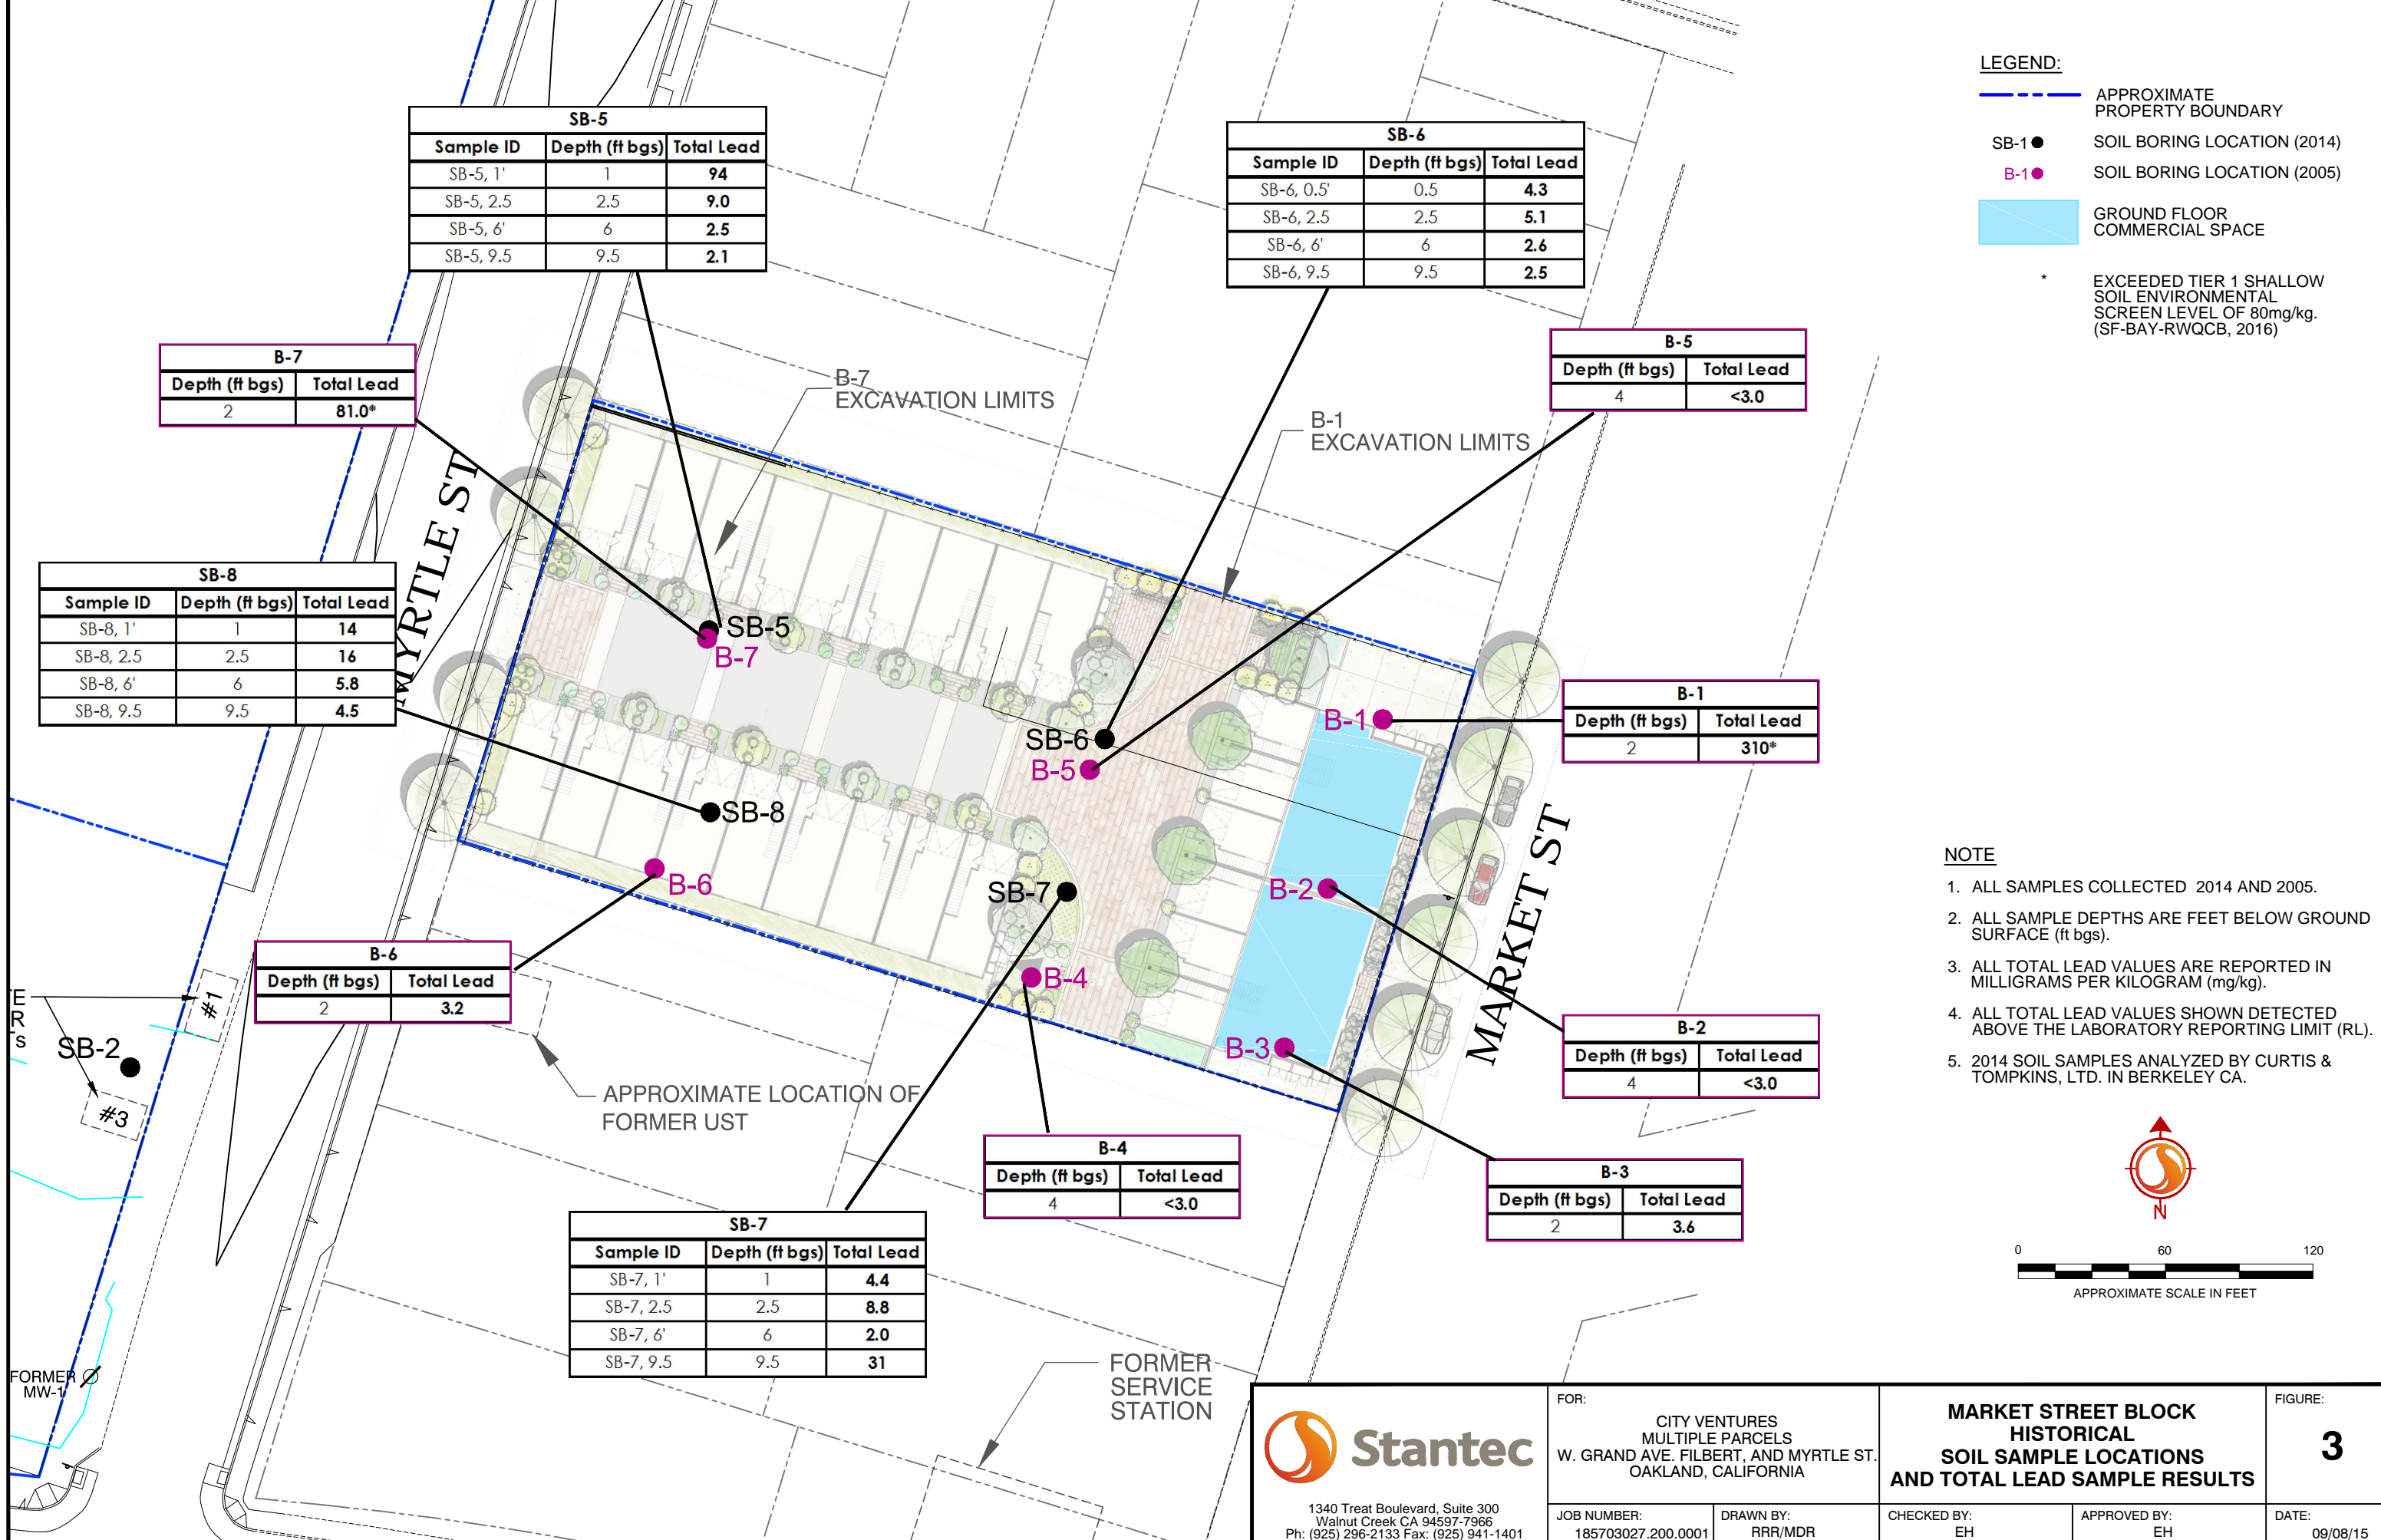 SB-5
Sample ID Depth (ft bgs) Total Lead
SB-5, 1' 1 94
SB-5, 2.5 2.5 9.0
SB-5, 6' 6 2.5
SB-5, 9.5 9.5 2.1
SB-6
Sample ID Depth (ft bgs) Total Lead
SB-6, 0.5' 0.5 4.3
SB-6, 2.5 2.5 5.1
SB-6, 6' 6 2.6
SB-6, 9.5 9.5 2.5
LEGEND:
APPROXIMATE
PROPERTY BOUNDARY
SB-1 SOIL BORING LOCATION (2014)
B-1 SOIL BORING LOCATION (2005)
GROUND FLOOR
COMMERCIAL SPACE
* EXCEEDED TIER 1 SHALLOW
SOIL ENVIRONMENTAL
SCREEN LEVEL OF 80mg/kg.
(SF-BAY-RWQCB, 2016)
B-7
Depth (ft bgs) Total Lead
2 81.0*
B-7
EXCAVATION LIMITS
B-1
EXCAVATION LIMITS
B-5
Depth (ft bgs) Total Lead
4 <3.0
MYRTLE ST
SB-8
Sample ID Depth (ft bgs) Total Lead
SB-8, 1' 1 14
SB-8, 2.5 2.5 16
SB-8, 6' 6 5.8
SB-8, 9.5 9.5 4.5
SB-5
B-7
SB-6
B-5
B-1
SB-8
B-6
SB-7
B-2
B-4
B-3
B-1
Depth (ft bgs) Total Lead
2 310*
MARKET ST
B-6
Depth (ft bgs) Total Lead
2 3.2
TE
R
Ts
#1
SB-2
#3
APPROXIMATE LOCATION OF
FORMER UST
B-2
Depth (ft bgs) Total Lead
4 <3.0
B-4
Depth (ft bgs) Total Lead
4 <3.0
B-3
Depth (ft bgs) Total Lead
2 3.6
SB-7
Sample ID Depth (ft bgs) Total Lead
SB-7, 1' 1 4.4
SB-7, 2.5 2.5 8.8
SB-7, 6' 6 2.0
SB-7, 9.5 9.5 31
FORMER
MW-1
FORMER
SERVICE
STATION
NOTE
1. ALL SAMPLES COLLECTED 2014 AND 2005.
2. ALL SAMPLE DEPTHS ARE FEET BELOW GROUND
SURFACE (ft bgs).
3. ALL TOTAL LEAD VALUES ARE REPORTED IN
MILLIGRAMS PER KILOGRAM (mg/kg).
4. ALL TOTAL LEAD VALUES SHOWN DETECTED
ABOVE THE LABORATORY REPORTING LIMIT (RL).
5. 2014 SOIL SAMPLES ANALYZED BY CURTIS &
TOMPKINS, LTD. IN BERKELEY CA.
N
0 60 120
APPROXIMATE SCALE IN FEET
Stantec
1340 Treat Boulevard, Suite 300
Walnut Creek CA 94597-7966
Ph: (925) 296-2133 Fax: (925) 941-1401
FOR:
CITY VENTURES
MULTIPLE PARCELS
W. GRAND AVE. FILBERT, AND MYRTLE ST.
OAKLAND, CALIFORNIA
MARKET STREET BLOCK
HISTORICAL
SOIL SAMPLE LOCATIONS
AND TOTAL LEAD SAMPLE RESULTS
FIGURE:
3
JOB NUMBER:
185703027.200.0001
DRAWN BY:
RRR/MDR
CHECKED BY:
EH
APPROVED BY:
EH
DATE:
09/08/15